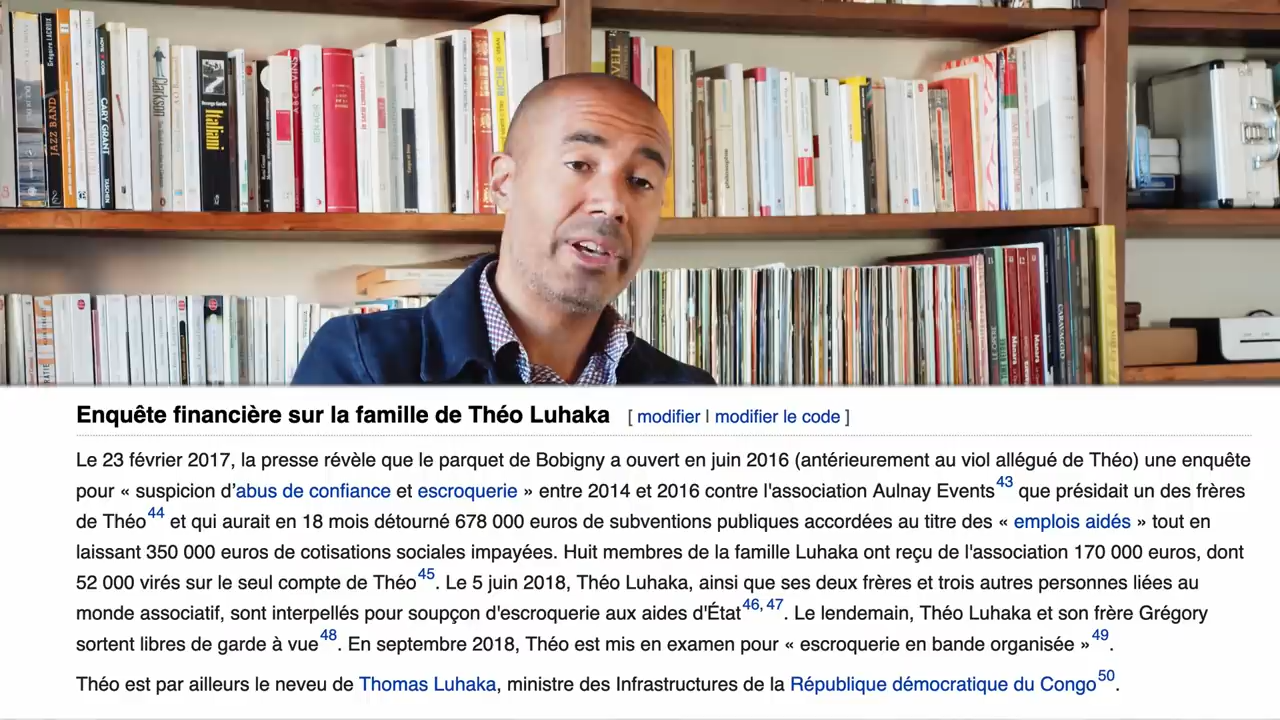 JAZZ BAND
CARY GRANT
TASCHEN
Clarkson
Italiani
RICHE
VEIL
Enquête financière sur la famille de Théo Luhaka [ modifier | modifier le code ]
Le 23 février 2017, la presse révèle que le parquet de Bobigny a ouvert en juin 2016 (antérieurement au viol allégué de Théo) une enquête
pour « suspicion d'abus de confiance et escroquerie » entre 2014 et 2016 contre l'association Aulnay Events43 que présidait un des frères
de Théo44 et qui aurait en 18 mois détourné 678 000 euros de subventions publiques accordées au titre des « emplois aidés » tout en
laissant 350 000 euros de cotisations sociales impayées. Huit membres de la famille Luhaka ont reçu de l'association 170 000 euros, dont
52 000 virés sur le seul compte de Théo45. Le 5 juin 2018, Théo Luhaka, ainsi que ses deux frères et trois autres personnes liées au
monde associatif, sont interpellés pour soupçon d'escroquerie aux aides d'État46, 47. Le lendemain, Théo Luhaka et son frère Grégory
sortent libres de garde à vue48. En septembre 2018, Théo est mis en examen pour « escroquerie en bande organisée »49.
Théo est par ailleurs le neveu de Thomas Luhaka, ministre des Infrastructures de la République démocratique du Congo50.